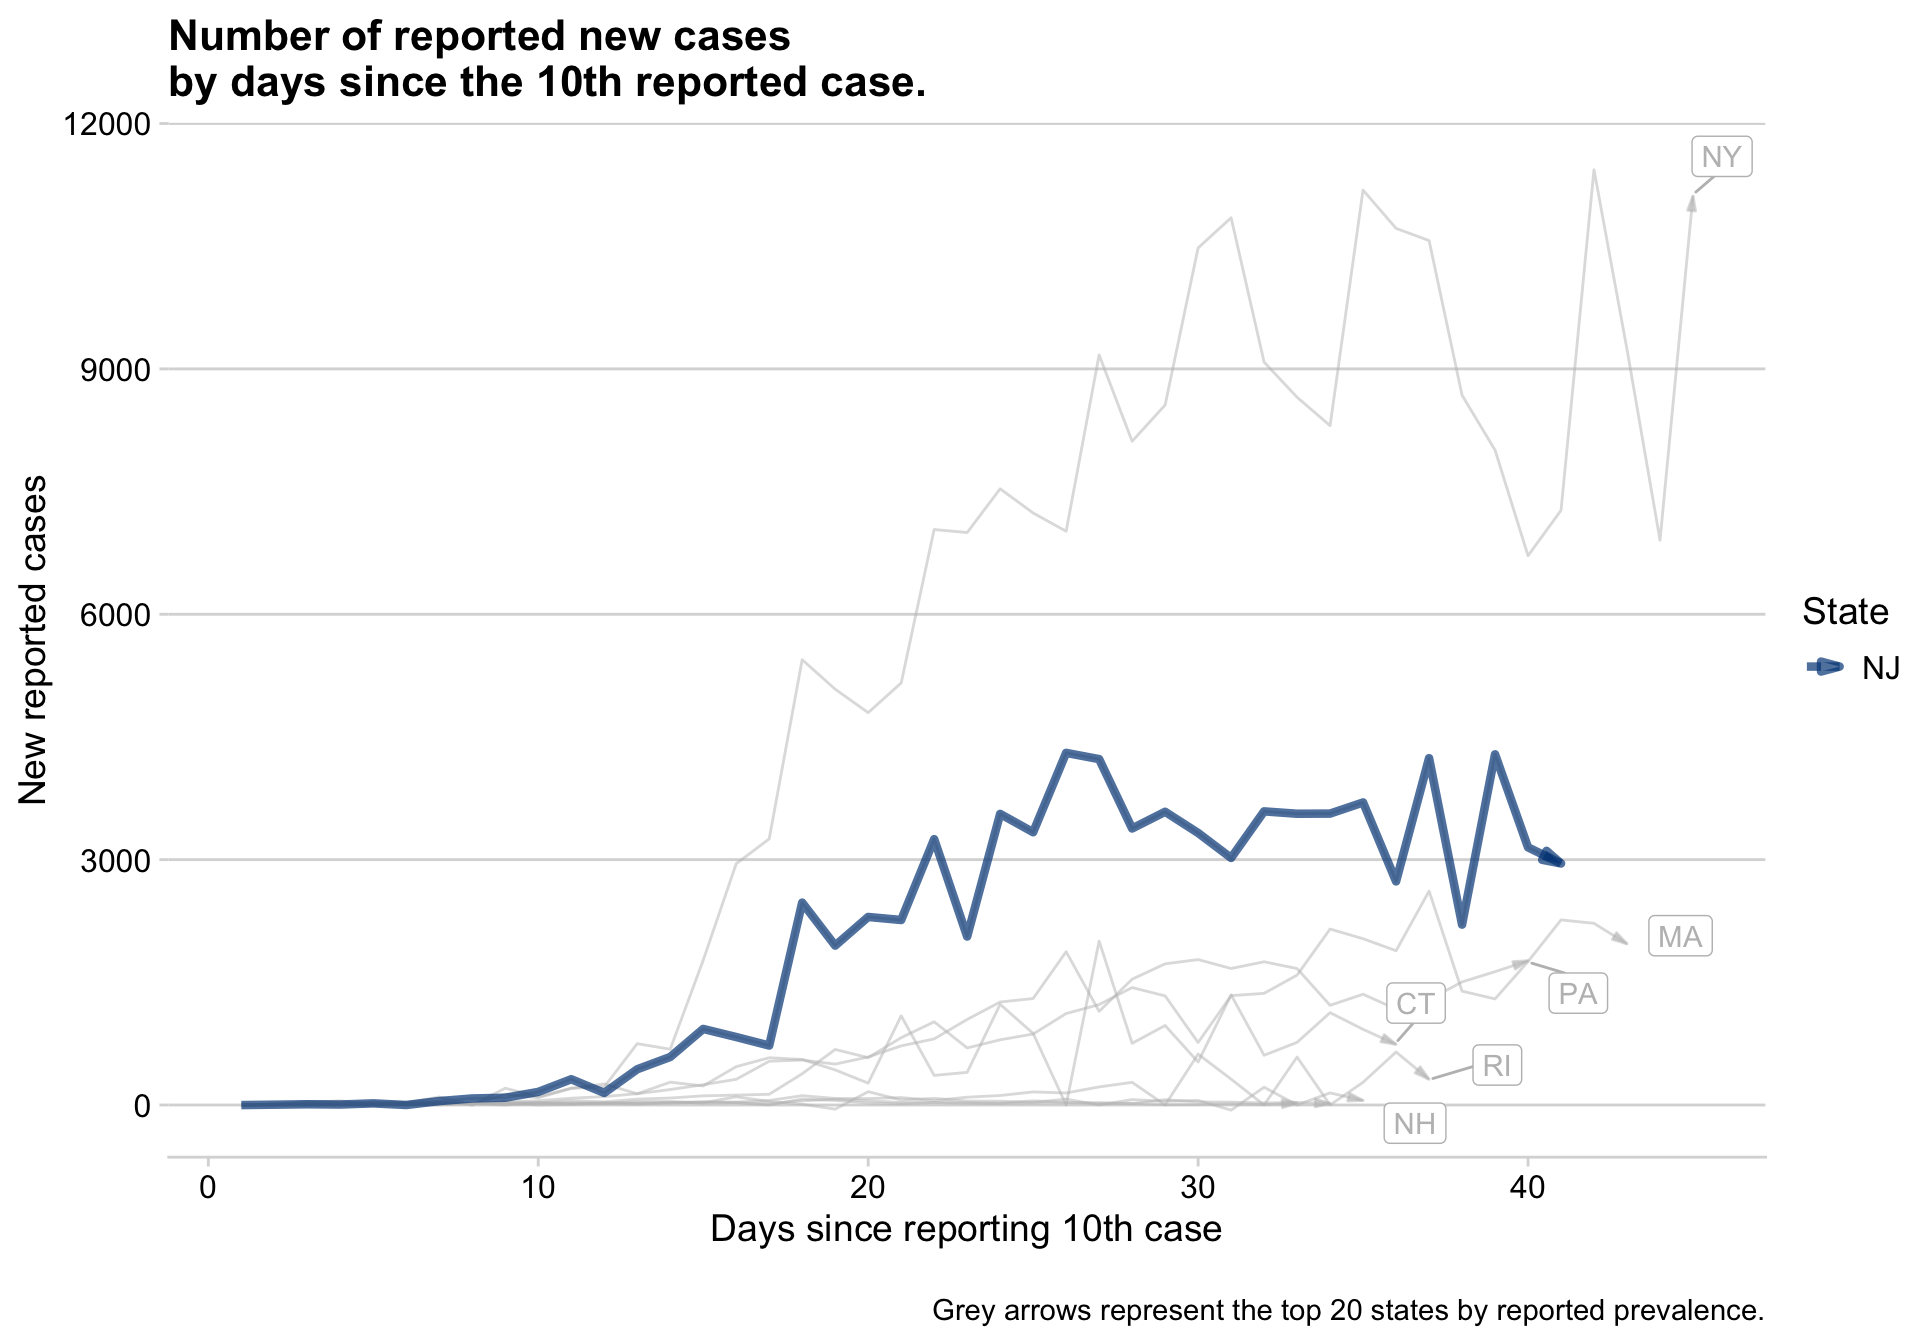 Number of reported new cases
by days since the 10th reported case.
12000
9000
6000
3000
0
New reported cases
NY
MA
PA
CT
RI
NH
State
NJ
0
10
20
30
40
Days since reporting 10th case
Grey arrows represent the top 20 states by reported prevalence.